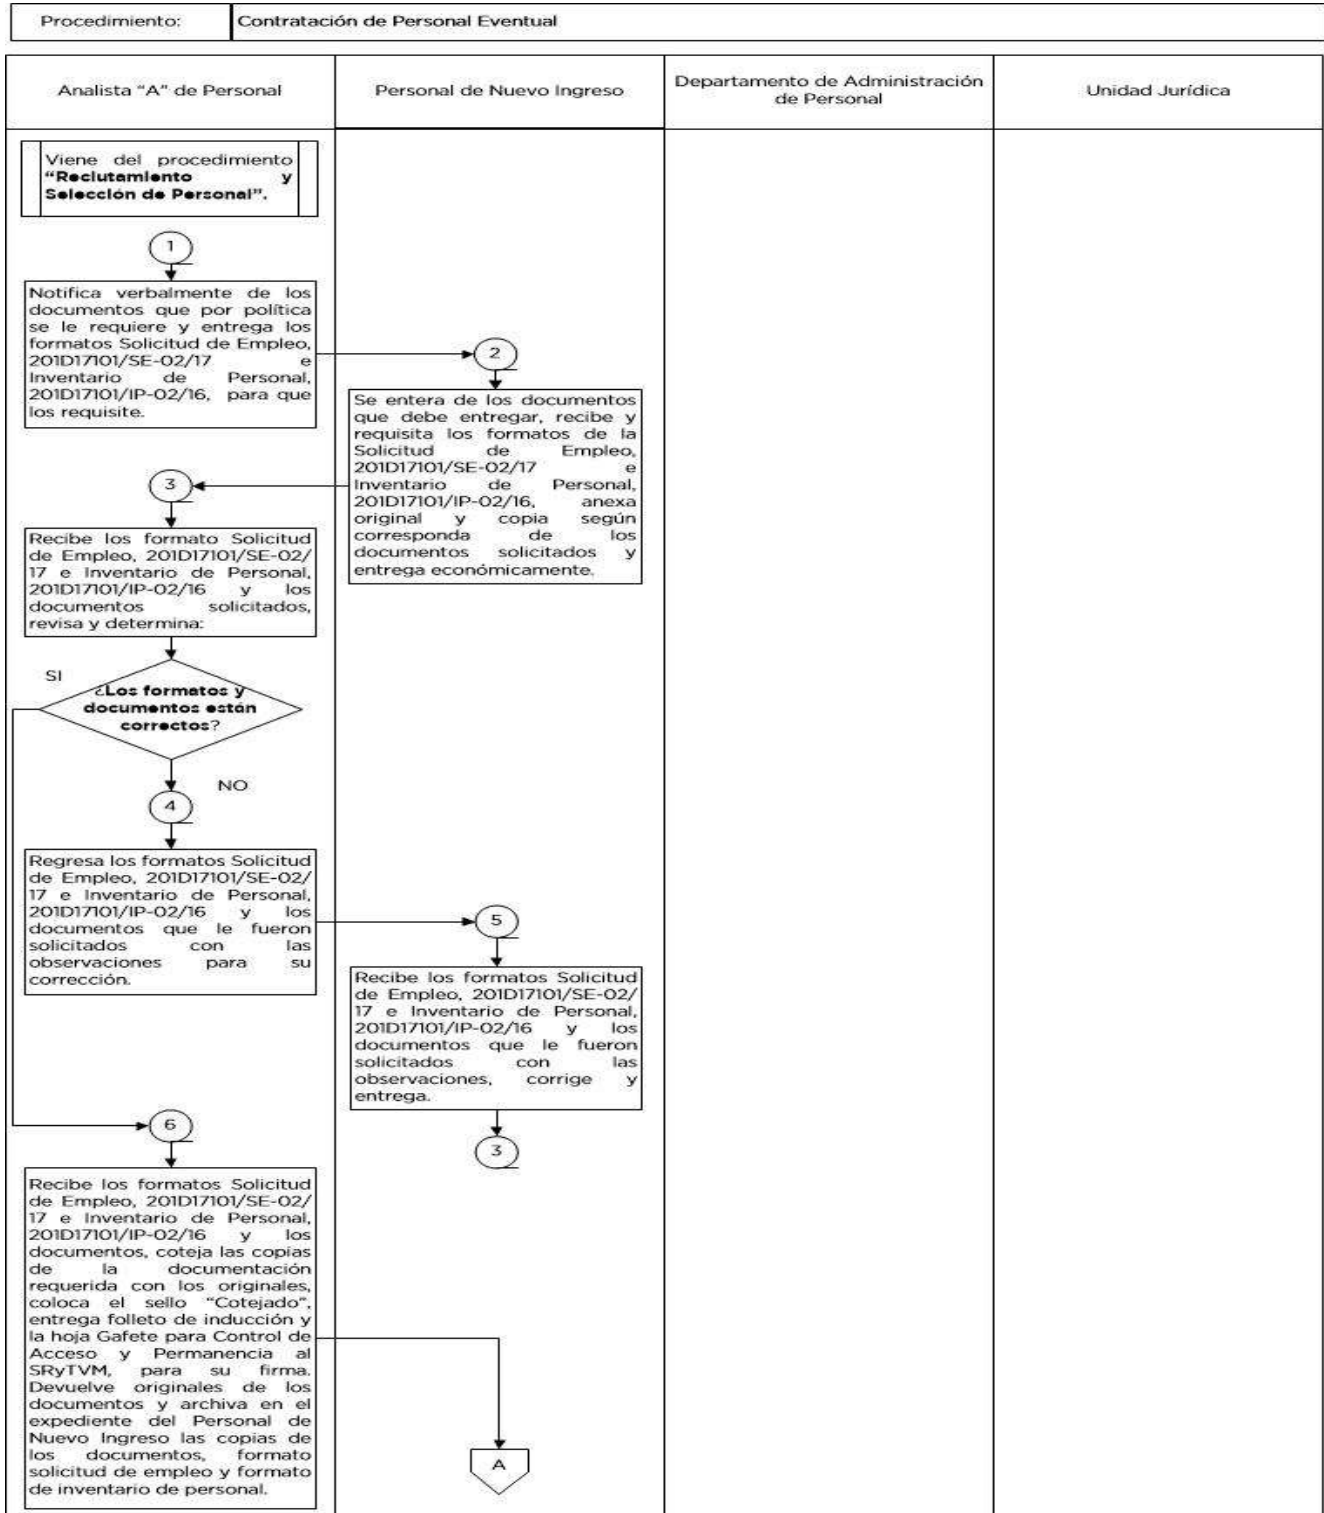 Procedimiento:
Contratación de Personal Eventual
Analista "A" de Personal
Personal de Nuevo Ingreso
Departamento de Administración
de Personal
Unidad Jurídica
Viene del procedimiento
“Reclutamiento y
Selección de Personal”.
1
Notifica verbalmente de los
documentos que por política
se le requiere y entrega los
formatos Solicitud de Empleo,
201D17101/SE-02/17 e
Inventario de Personal,
201D17101/IP-02/16, para que
los requisite.
2
Se entera de los documentos
que debe entregar, recibe y
requisita los formatos de la
Solicitud de Empleo,
201D17101/SE-02/17 e
Inventario de Personal,
201D17101/IP-02/16, anexa
original y copia según
corresponda de los
documentos solicitados y
entrega económicamente.
3
Recibe los formato Solicitud
de Empleo, 201D17101/SE-02/
17 e Inventario de Personal,
201D17101/IP-02/16 y los
documentos solicitados,
revisa y determina:
SI
¿Los formatos y
documentos están
correctos?
NO
4
Regresa los formatos Solicitud
de Empleo, 201D17101/SE-02/
17 e Inventario de Personal,
201D17101/IP-02/16 y los
documentos que le fueron
solicitados con las
observaciones para su
corrección.
5
Recibe los formatos Solicitud
de Empleo, 201D17101/SE-02/
17 e Inventario de Personal,
201D17101/IP-02/16 y los
documentos que le fueron
solicitados con las
observaciones, corrige y
entrega.
3
6
Recibe los formatos Solicitud
de Empleo, 201D17101/SE-02/
17 e Inventario de Personal,
201D17101/IP-02/16 y los
documentos, coteja las copias
de la documentación
requerida con los originales,
coloca el sello "Cotejado",
entrega folleto de inducción y
la hoja Gafete para Control de
Acceso y Permanencia al
SRyTVM, para su firma.
Devuelve originales de los
documentos y archiva en el
expediente del Personal de
Nuevo Ingreso las copias de
los documentos, formato
solicitud de empleo y formato
de inventario de personal.
A